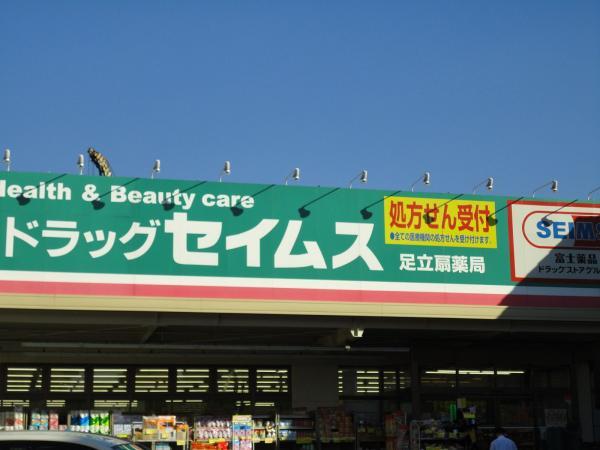 Health & Beauty care
ドラッグセイムス
処方せん受付
●全ての医療機関の処方せんを受け付けます。
足立扇薬局
SEIMS
富士薬品
ドラッグストアグル